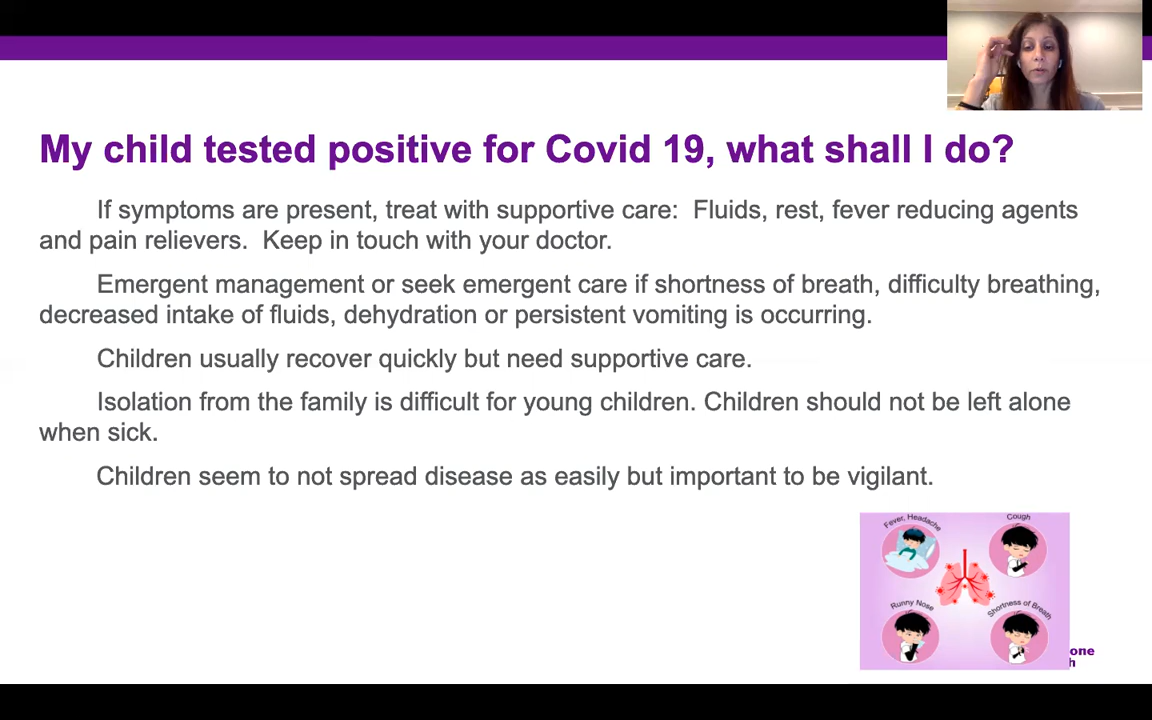 My child tested positive for Covid 19, what shall I do?
If symptoms are present, treat with supportive care:  Fluids, rest, fever reducing agents
and pain relievers.  Keep in touch with your doctor.
Emergent management or seek emergent care if shortness of breath, difficulty breathing,
decreased intake of fluids, dehydration or persistent vomiting is occurring.
Children usually recover quickly but need supportive care.
Isolation from the family is difficult for young children. Children should not be left alone
when sick.
Children seem to not spread disease as easily but important to be vigilant.
Fever, Headache
Cough
Runny Nose
Shortness of Breath
one
h